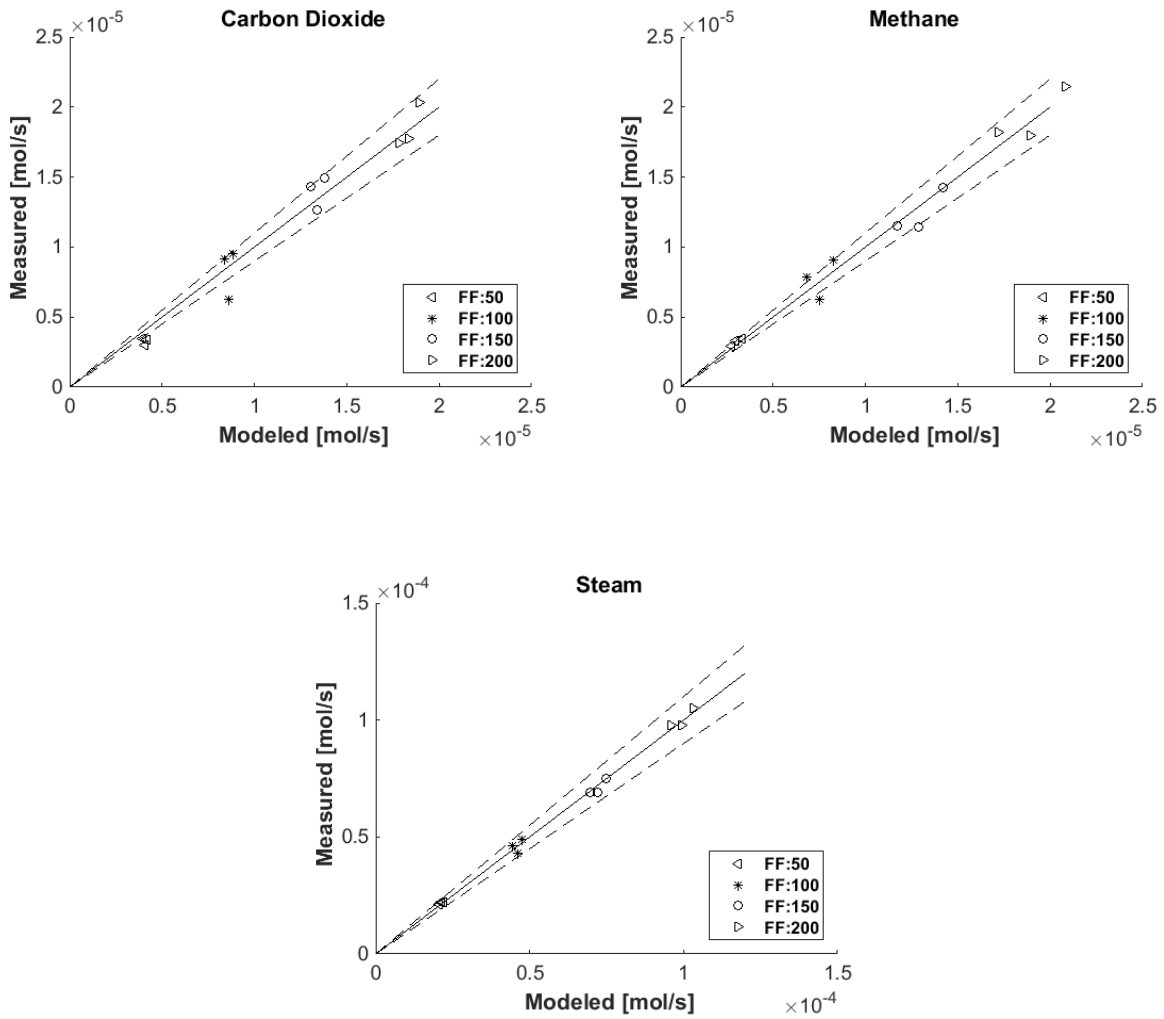 Carbon Dioxide
×10-5
2.5
2
1.5
1
0.5
0
Measured [mol/s]
FF:50
FF:100
FF:150
FF:200
0 0.5 1 1.5 2 2.5
Modeled [mol/s]
×10-5
Methane
×10-5
2.5
2
1.5
1
0.5
0
Measured [mol/s]
FF:50
FF:100
FF:150
FF:200
0 0.5 1 1.5 2 2.5
Modeled [mol/s]
×10-5
Steam
×10-4
1.5
1
0.5
0
Measured [mol/s]
FF:50
FF:100
FF:150
FF:200
0 0.5 1 1.5
Modeled [mol/s]
×10-4